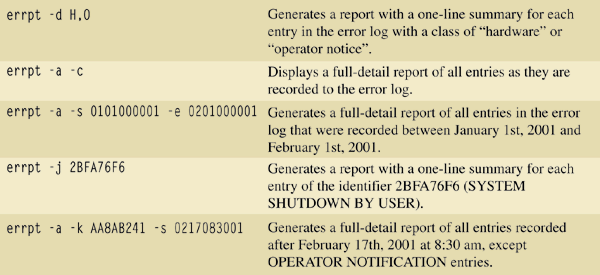 errpt -d H,O Generates a report with a one-line summary for each
entry in the error log with a class of “hardware” or
“operator notice”.
errpt -a -c Displays a full-detail report of all entries as they are
recorded to the error log.
errpt -a -s 0101000001 -e 0201000001 Generates a full-detail report of all entries in the error
log that were recorded between January 1st, 2001 and
February 1st, 2001.
errpt -j 2BFA76F6 Generates a report with a one-line summary for each
entry of the identifier 2BFA76F6 (SYSTEM
SHUTDOWN BY USER).
errpt -a -k AA8AB241 -s 0217083001 Generates a full-detail report of all entries recorded
after February 17th, 2001 at 8:30 am, except
OPERATOR NOTIFICATION entries.